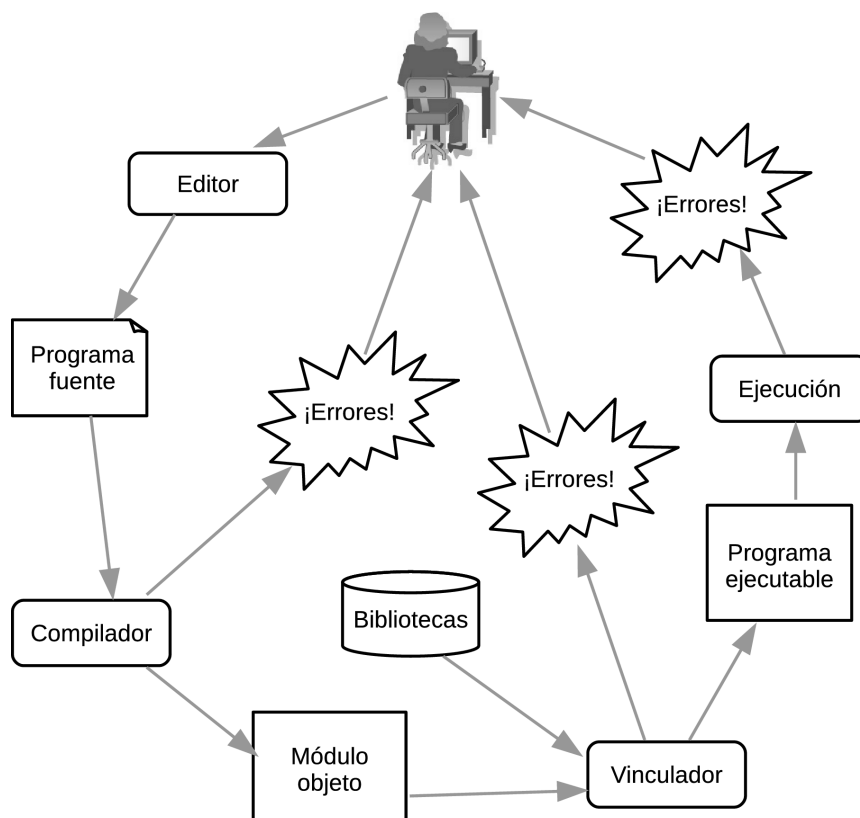 Editor
¡Errores!
Programa
fuente
¡Errores!
Ejecución
¡Errores!
Programa
ejecutable
Compilador
Bibliotecas
Módulo
objeto
Vinculador